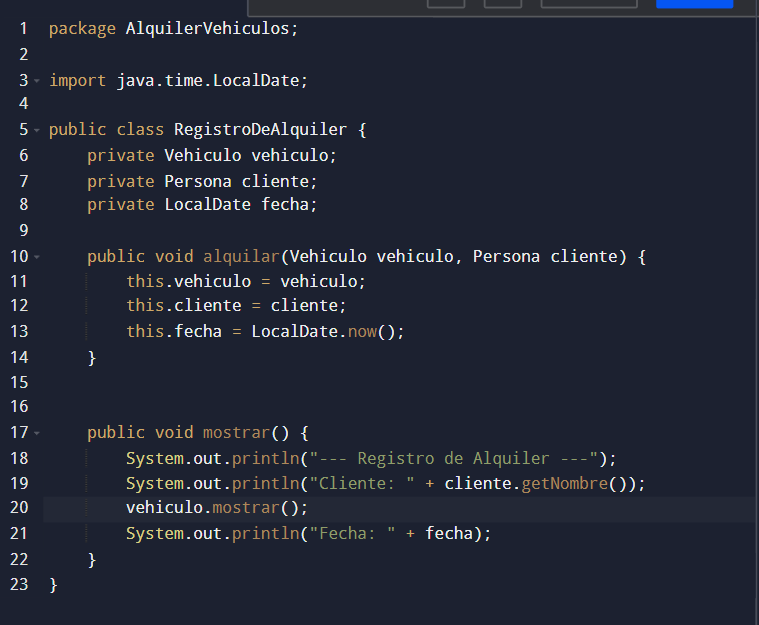 1 package AlquilerVehiculos;
2
3 import java.time.LocalDate;
4
5 public class RegistroDeAlquiler {
6     private Vehiculo vehiculo;
7     private Persona cliente;
8     private LocalDate fecha;
9
10     public void alquilar(Vehiculo vehiculo, Persona cliente) {
11         this.vehiculo = vehiculo;
12         this.cliente = cliente;
13         this.fecha = LocalDate.now();
14     }
15
16
17     public void mostrar() {
18         System.out.println("--- Registro de Alquiler ---");
19         System.out.println("Cliente: " + cliente.getNombre());
20         vehiculo.mostrar();
21         System.out.println("Fecha: " + fecha);
22     }
23 }